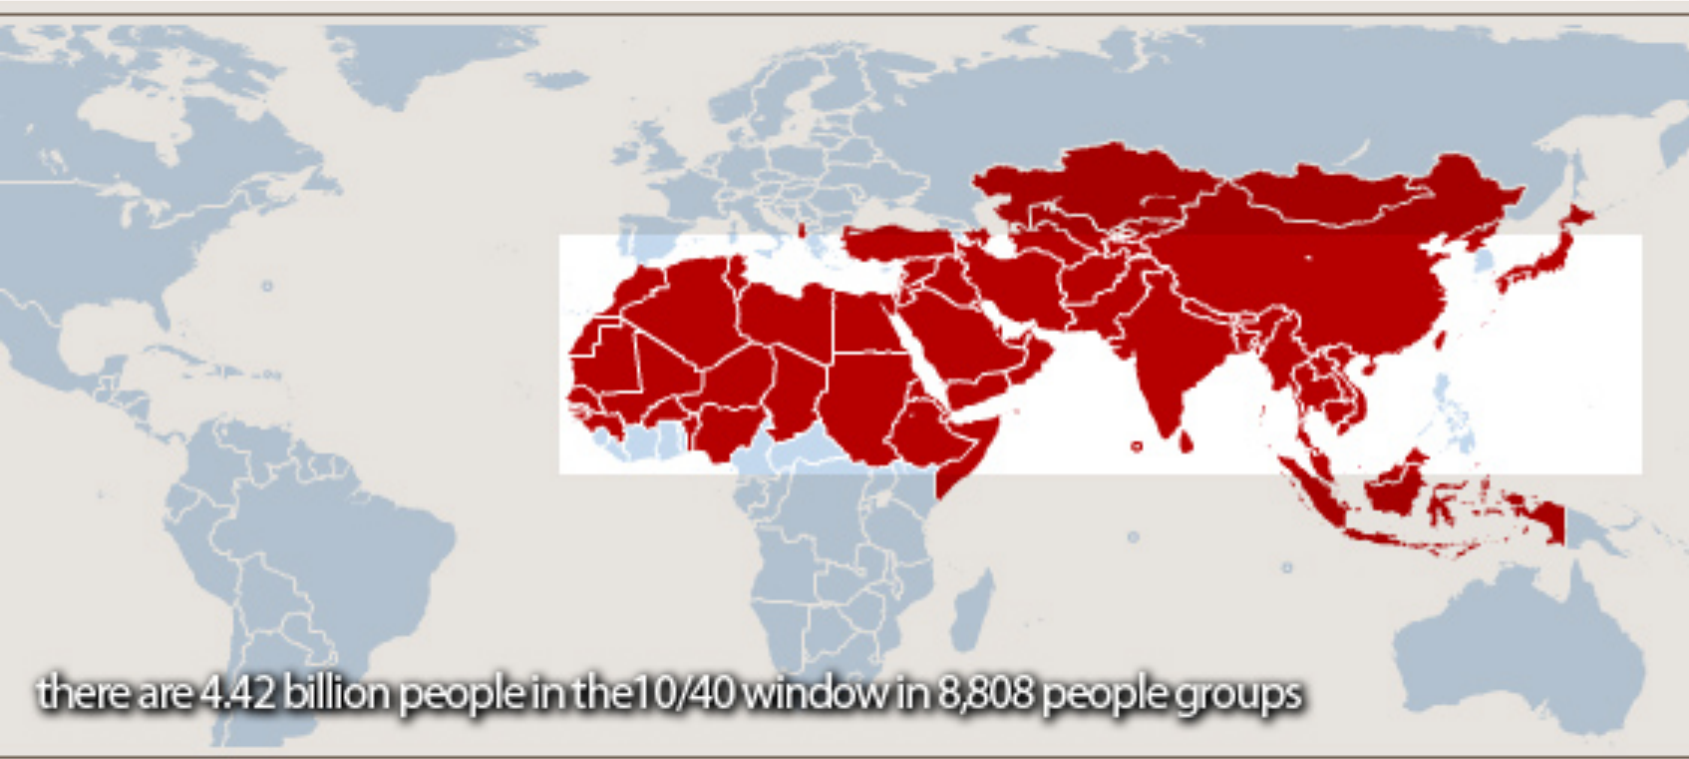 there are 4.42 billion people in the10/40 window in 8,808 people groups